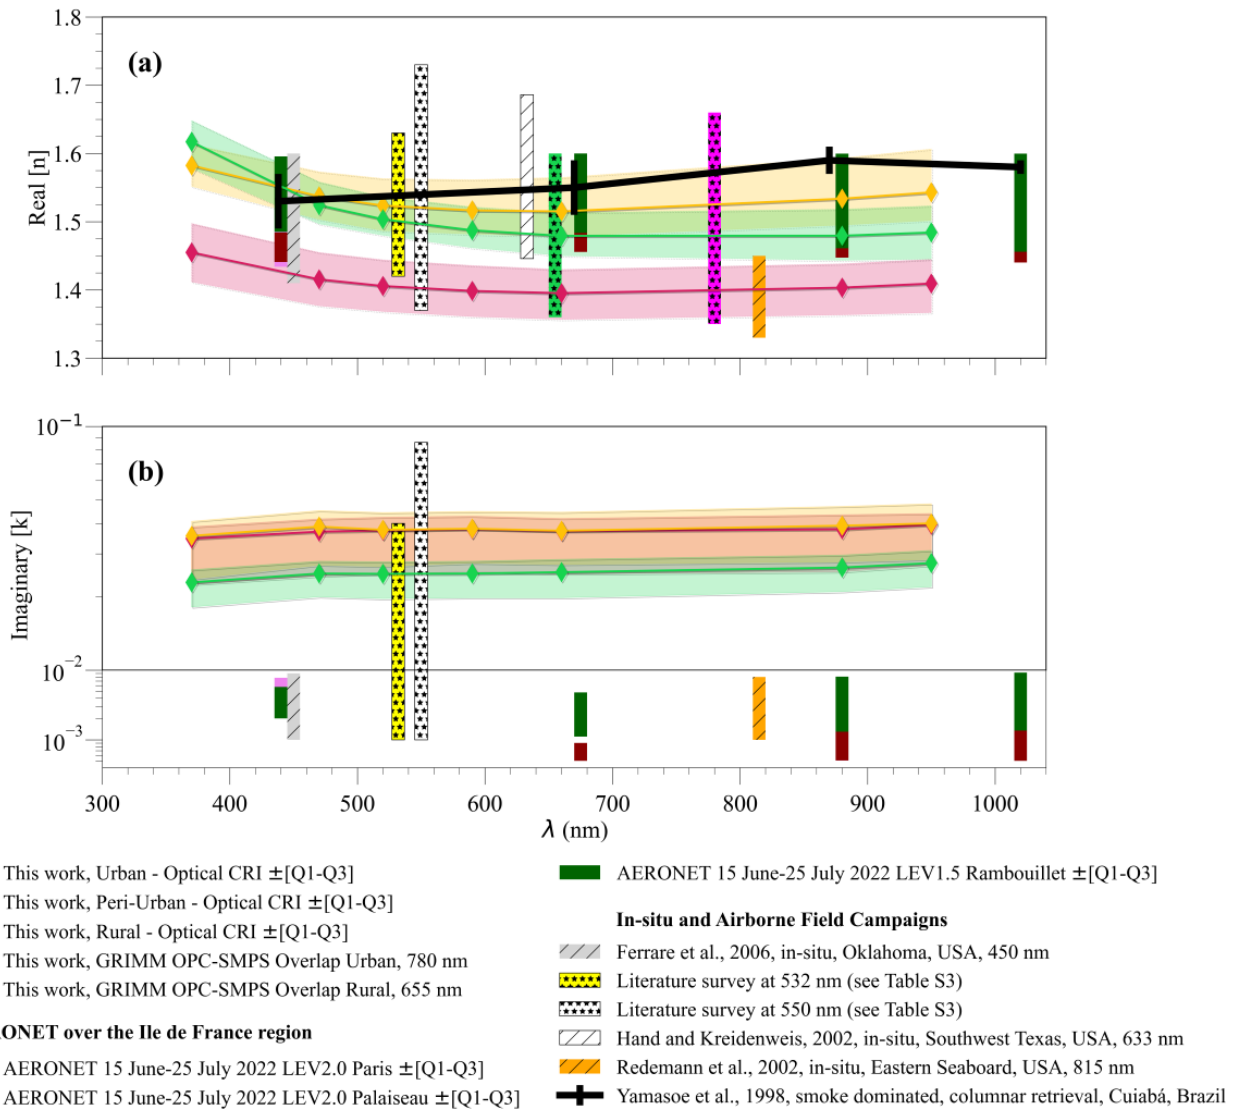 1.8
1.7
1.6
1.5
1.4
1.3
Real [n]
(a)
10⁻¹
10⁻²
10⁻³
Imaginary [k]
(b)
300 400 500 600 700 800 900 1000
λ (nm)
This work, Urban - Optical CRI ±[Q1-Q3]
This work, Peri-Urban - Optical CRI ±[Q1-Q3]
This work, Rural - Optical CRI ±[Q1-Q3]
This work, GRIMM OPC-SMPS Overlap Urban, 780 nm
This work, GRIMM OPC-SMPS Overlap Rural, 655 nm
ONET over the Ile de France region
AERONET 15 June-25 July 2022 LEV2.0 Paris ±[Q1-Q3]
AERONET 15 June-25 July 2022 LEV2.0 Palaiseau ±[Q1-Q3]
AERONET 15 June-25 July 2022 LEV1.5 Rambouillet ±[Q1-Q3]
In-situ and Airborne Field Campaigns
Ferrare et al., 2006, in-situ, Oklahoma, USA, 450 nm
Literature survey at 532 nm (see Table S3)
Literature survey at 550 nm (see Table S3)
Hand and Kreidenweis, 2002, in-situ, Southwest Texas, USA, 633 nm
Redemann et al., 2002, in-situ, Eastern Seaboard, USA, 815 nm
Yamasoe et al., 1998, smoke dominated, columnar retrieval, Cuiabá, Brazil